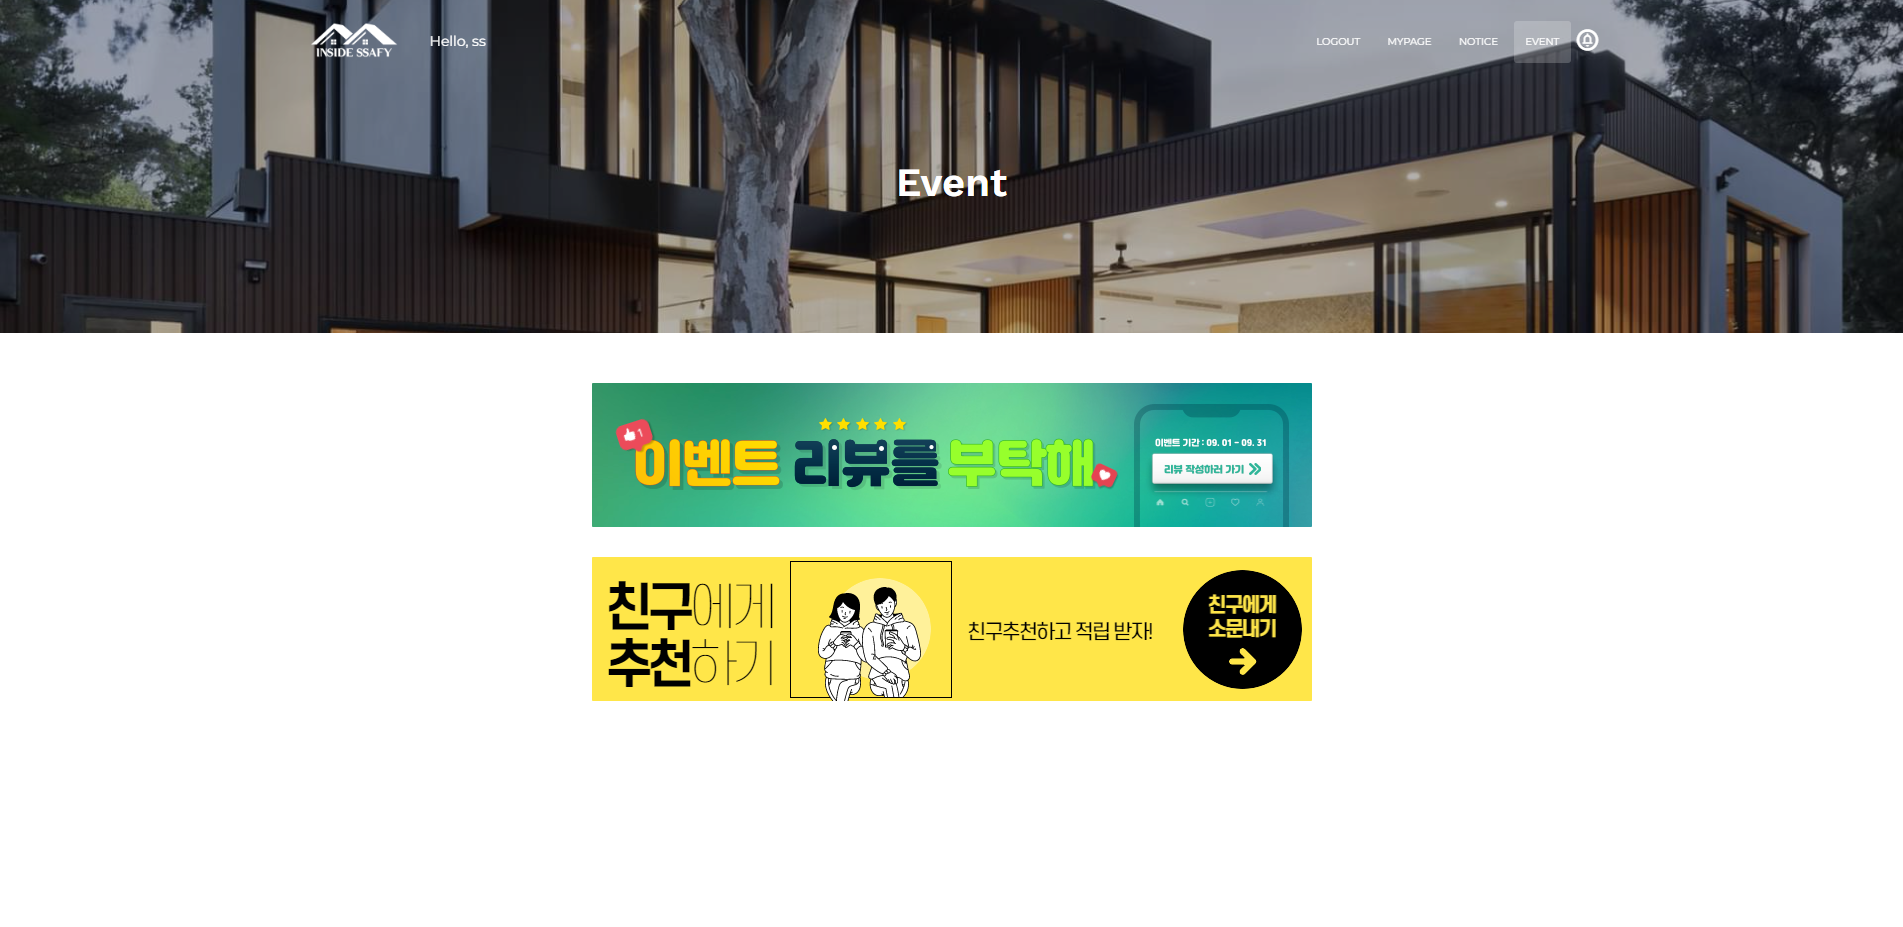 INSIDE SSAFY
Hello, ss
LOGOUT
MYPAGE
NOTICE
EVENT
Event
1
이벤트 리뷰를 부탁해
이벤트 기간 : 09. 01 - 09. 31
리뷰 작성하러 가기
친구에게
추천하기
친구추천하고 적립 받자!
친구에게
소문내기